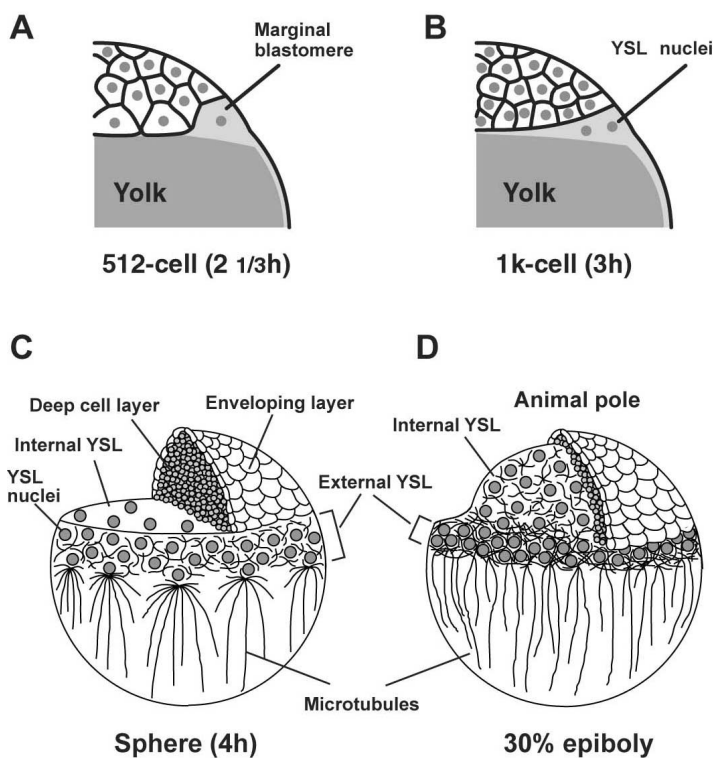 A
Marginal
blastomere
Yolk
512-cell (2 1/3h)
B
YSL nuclei
Yolk
1k-cell (3h)
C
Deep cell layer
Enveloping layer
Internal YSL
YSL
nuclei
External YSL
Microtubules
Sphere (4h)
D
Animal pole
Internal YSL
30% epiboly